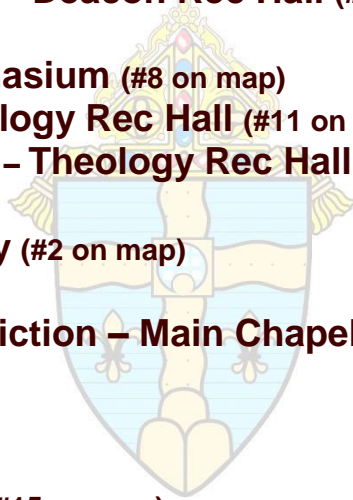 Deacon Rec Hall
asium (#8 on map)
logy Rec Hall (#11 on
– Theology Rec Hall
y (#2 on map)
iction – Main Chapel